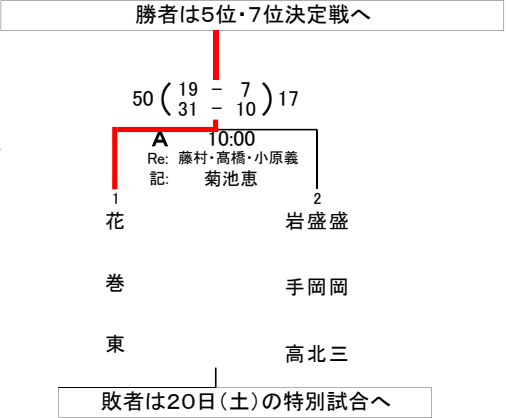 勝者は5位・7位決定戦へ
50 ( 19 - 7 ) 17
31 - 10
A 10:00
Re: 藤村・髙橋・小原義
記: 菊池恵
1 2
花巻東
岩手高
盛岡北
盛岡三
敗者は20日(土)の特別試合へ